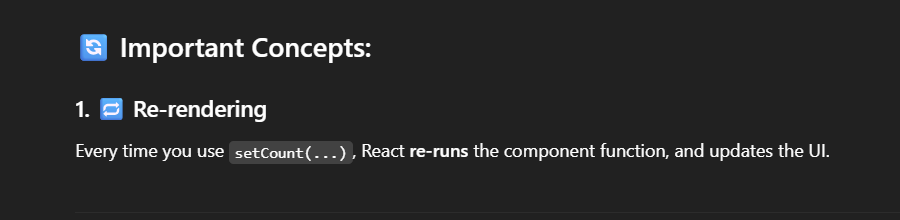 🔄 Important Concepts:
1. 🔁 Re-rendering
Every time you use setCount(...), React re-runs the component function, and updates the UI.